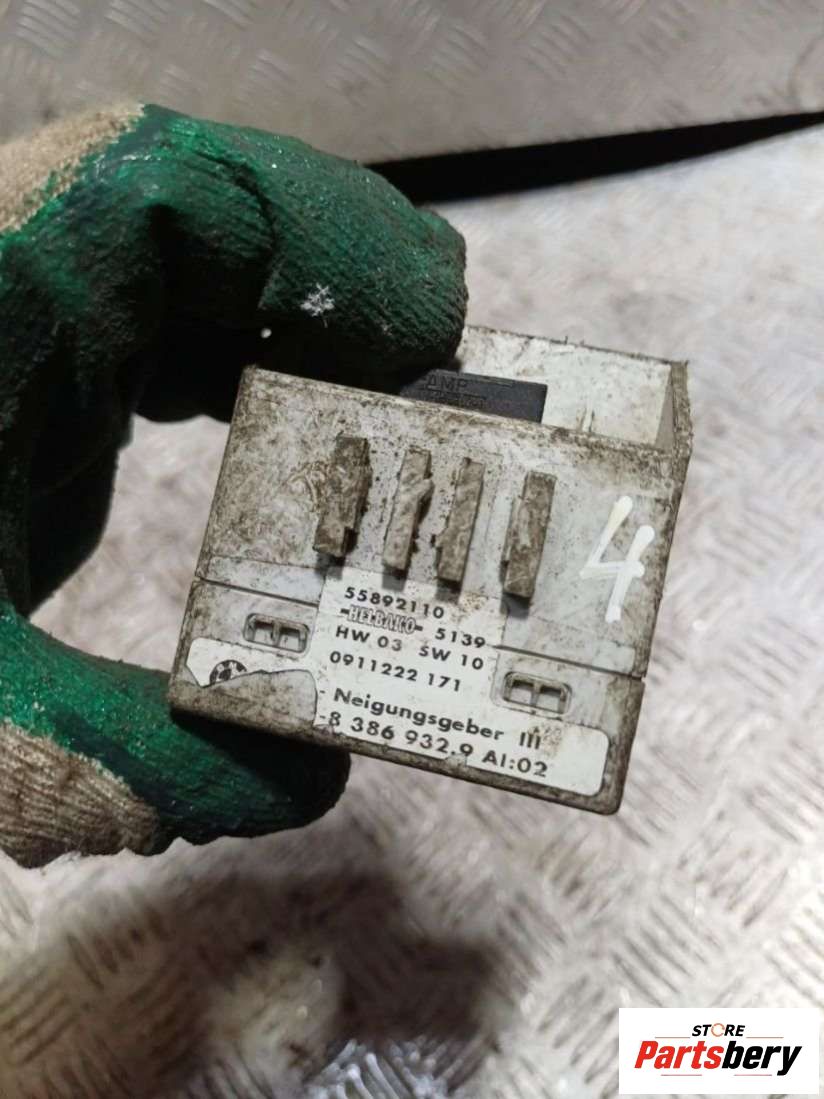 AMP
4
55892110
-HELBAKO- 5139
HW 03 SW 10
0911222 171
Neigungsgeber III
8 386 932.9 AI:02
STORE
Partsbery